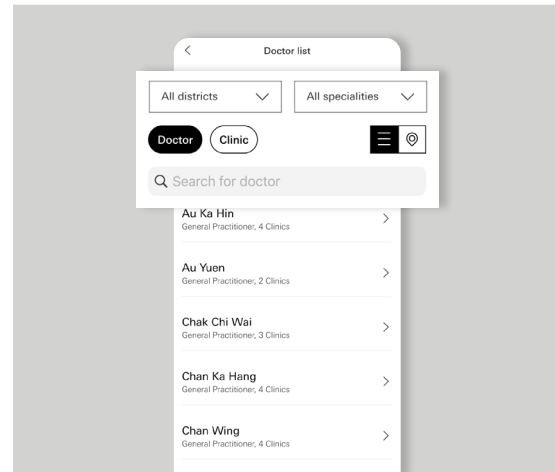 Doctor list
All districts
All specialities
Doctor
Clinic
Search for doctor
Au Ka Hin
General Practitioner, 4 Clinics
Au Yuen
General Practitioner, 2 Clinics
Chak Chi Wai
General Practitioner, 3 Clinics
Chan Ka Hang
General Practitioner, 4 Clinics
Chan Wing
General Practitioner, 4 Clinics